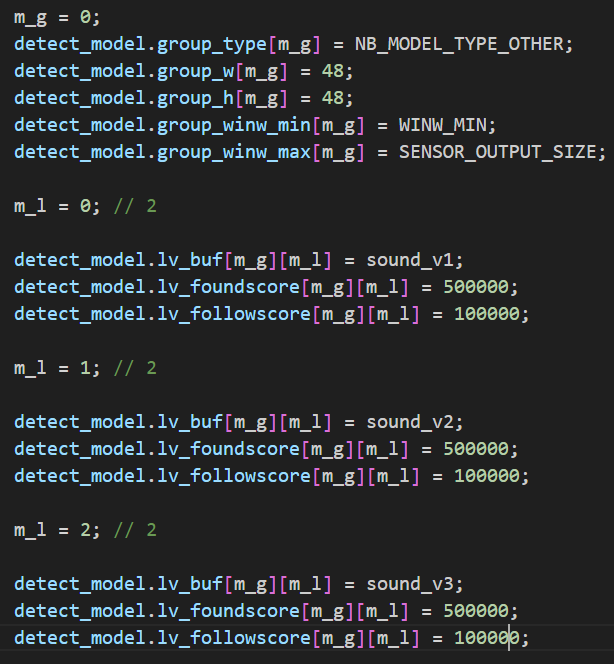 m_g = 0;
detect_model.group_type[m_g] = NB_MODEL_TYPE_OTHER;
detect_model.group_w[m_g] = 48;
detect_model.group_h[m_g] = 48;
detect_model.group_winw_min[m_g] = WINW_MIN;
detect_model.group_winw_max[m_g] = SENSOR_OUTPUT_SIZE;
m_l = 0; // 2
detect_model.lv_buf[m_g][m_l] = sound_v1;
detect_model.lv_foundscore[m_g][m_l] = 500000;
detect_model.lv_followscore[m_g][m_l] = 100000;
m_l = 1; // 2
detect_model.lv_buf[m_g][m_l] = sound_v2;
detect_model.lv_foundscore[m_g][m_l] = 500000;
detect_model.lv_followscore[m_g][m_l] = 100000;
m_l = 2; // 2
detect_model.lv_buf[m_g][m_l] = sound_v3;
detect_model.lv_foundscore[m_g][m_l] = 500000;
detect_model.lv_followscore[m_g][m_l] = 100000;